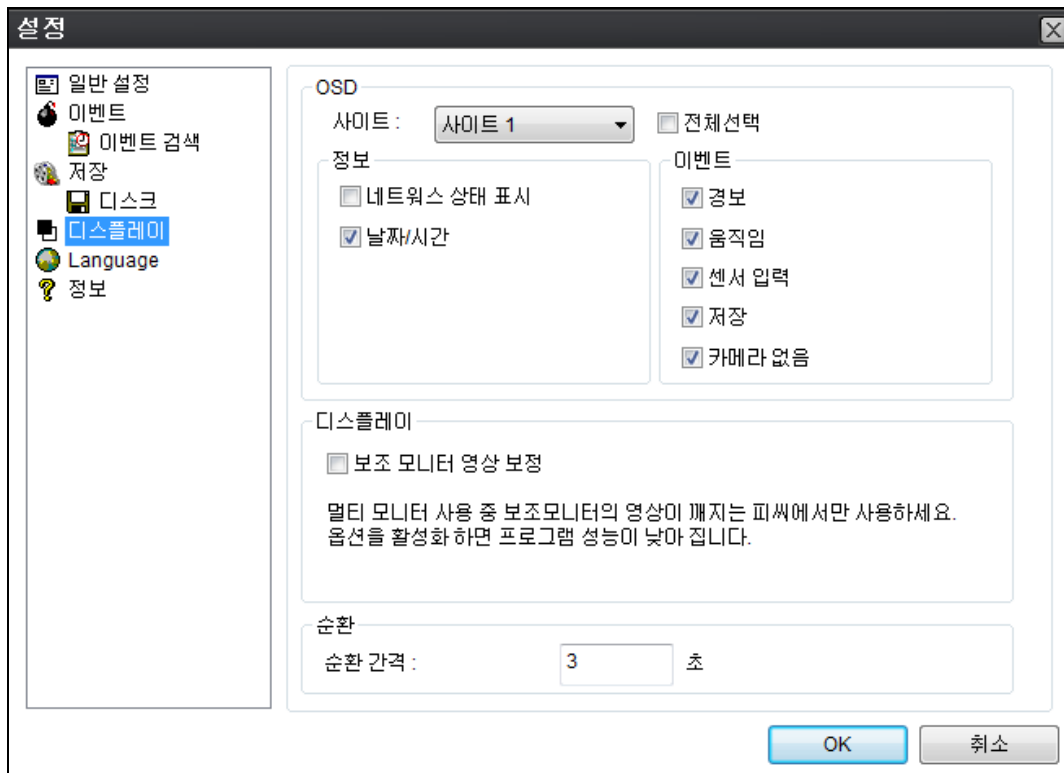 설정
일반 설정
이벤트
이벤트 검색
저장
디스크
디스플레이
Language
정보
OSD
사이트 : 사이트 1 전체선택
정보
네트워스 상태 표시
날짜/시간
이벤트
경보
움직임
센서 입력
저장
카메라 없음
디스플레이
보조 모니터 영상 보정
멀티 모니터 사용 중 보조모니터의 영상이 깨지는 피씨에서만 사용하세요.
옵션을 활성화 하면 프로그램 성능이 낮아 집니다.
순환
순환 간격 : 3 초
OK 취소